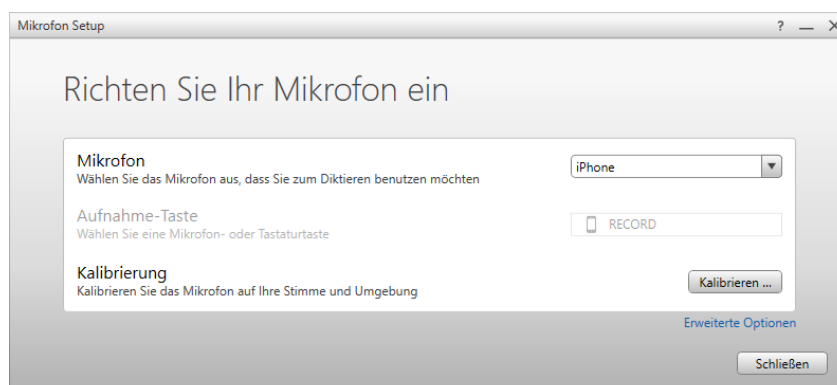 Mikrofon Setup
?
Richten Sie Ihr Mikrofon ein
Mikrofon
Wählen Sie das Mikrofon aus, dass Sie zum Diktieren benutzen möchten
iPhone
Aufnahme-Taste
Wählen Sie eine Mikrofon- oder Tastaturtaste
RECORD
Kalibrierung
Kalibrieren Sie das Mikrofon auf Ihre Stimme und Umgebung
Kalibrieren ...
Erweiterte Optionen
Schließen